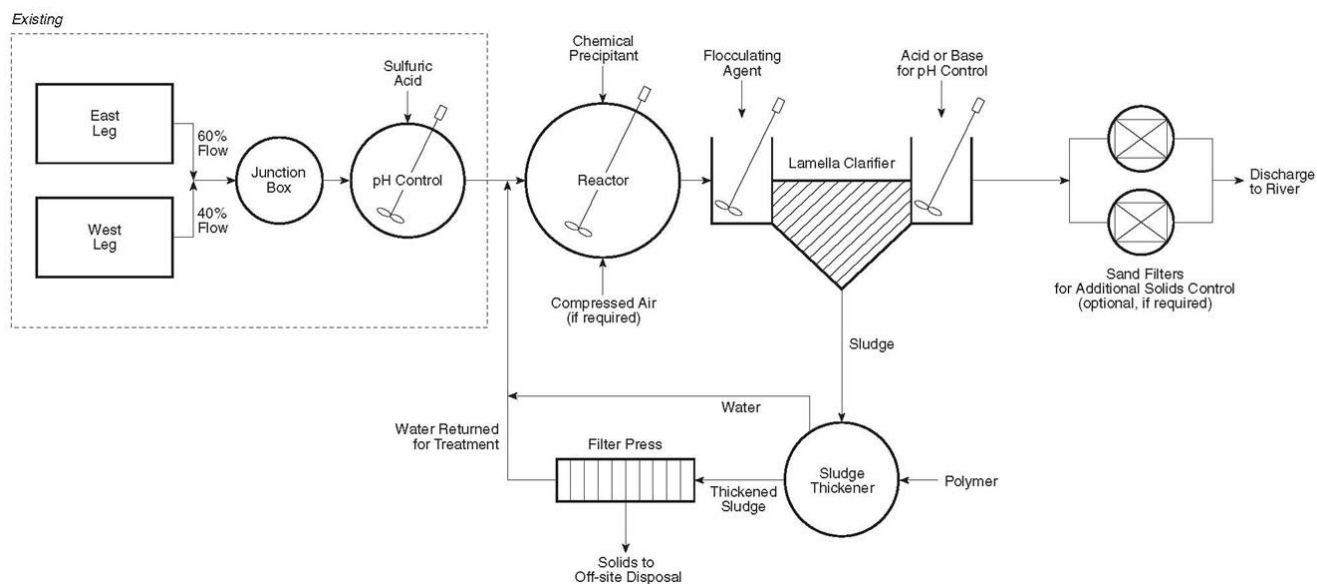 Existing
East
Leg
60%
Flow
West
Leg
40%
Flow
Junction
Box
Sulfuric
Acid
pH Control
Chemical
Precipitant
Reactor
Compressed Air
(if required)
Flocculating
Agent
Lamella Clarifier
Acid or Base
for pH Control
Sand Filters
for Additional Solids Control
(optional, if required)
Discharge
to River
Sludge
Water
Water Returned
for Treatment
Filter Press
Thickened
Sludge
Sludge
Thickener
Polymer
Solids to
Off-site Disposal